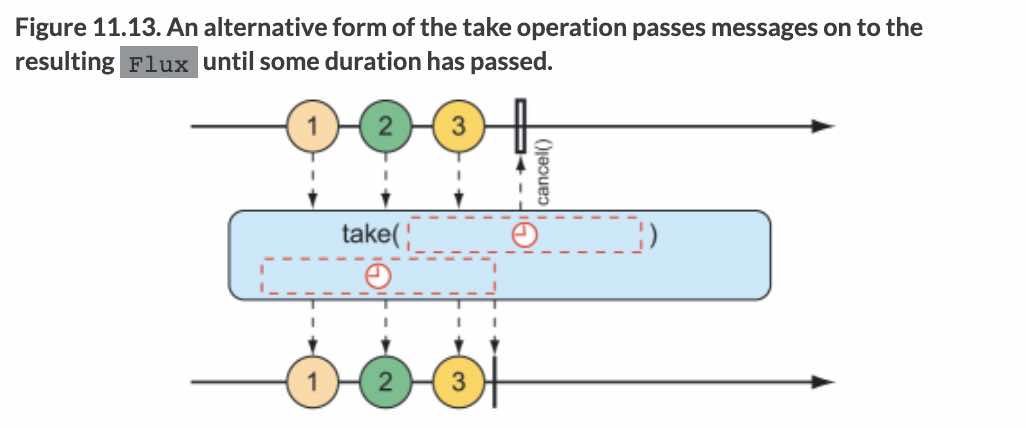 Figure 11.13. An alternative form of the take operation passes messages on to the
resulting Flux until some duration has passed.
1 2 3
cancel()
take( )
1 2 3